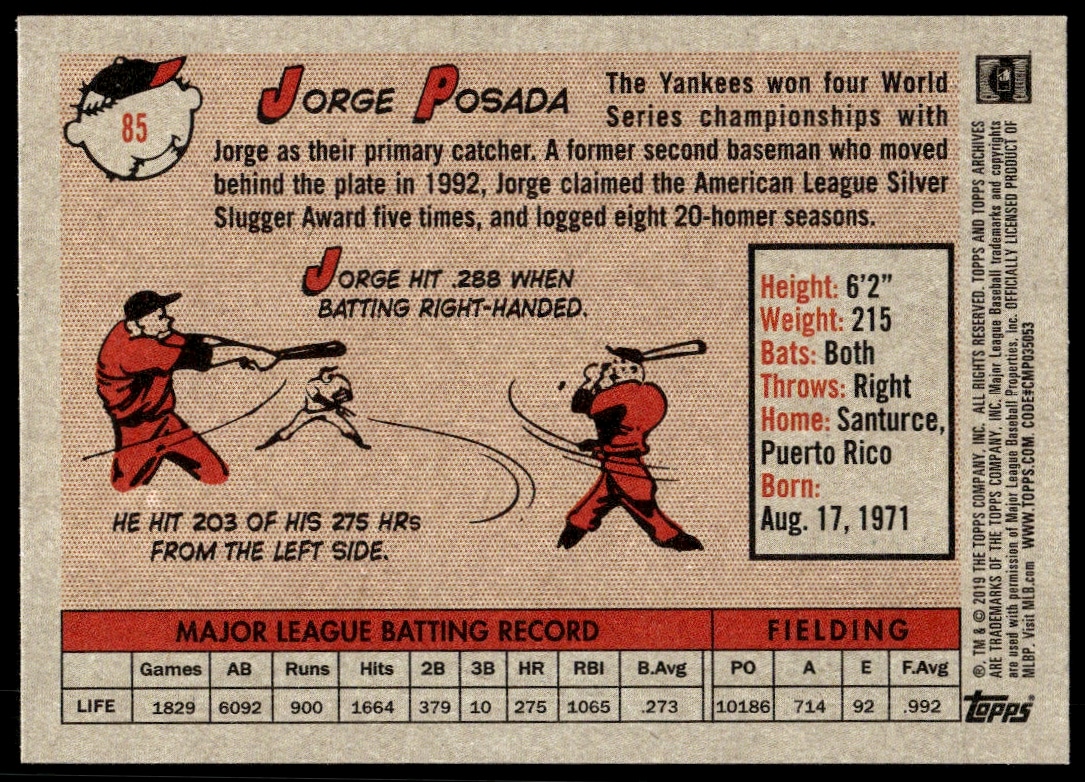 85
JORGE POSADA
The Yankees won four World
Series championships with
Jorge as their primary catcher. A former second baseman who moved
behind the plate in 1992, Jorge claimed the American League Silver
Slugger Award five times, and logged eight 20-homer seasons.
JORGE HIT .288 WHEN
BATTING RIGHT-HANDED.
HE HIT 203 OF HIS 275 HRs
FROM THE LEFT SIDE.
Height: 6'2"
Weight: 215
Bats: Both
Throws: Right
Home: Santurce,
Puerto Rico
Born:
Aug. 17, 1971
MAJOR LEAGUE BATTING RECORD FIELDING
Games AB Runs Hits 2B 3B HR RBI B.Avg PO A E F.Avg
LIFE 1829 6092 900 1664 379 10 275 1065 .273 10186 714 92 .992
®, TM & © 2019 THE TOPPS COMPANY, INC. ALL RIGHTS RESERVED. TOPPS AND TOPPS ARCHIVES
ARE TRADEMARKS OF THE TOPPS COMPANY, INC. Major League Baseball trademarks and copyrights
are used with permission of Major League Baseball Properties, Inc. OFFICIALLY LICENSED PRODUCT OF
MLBP. Visit MLB.com WWW.TOPPS.COM. CODE#CMP035053
topps®